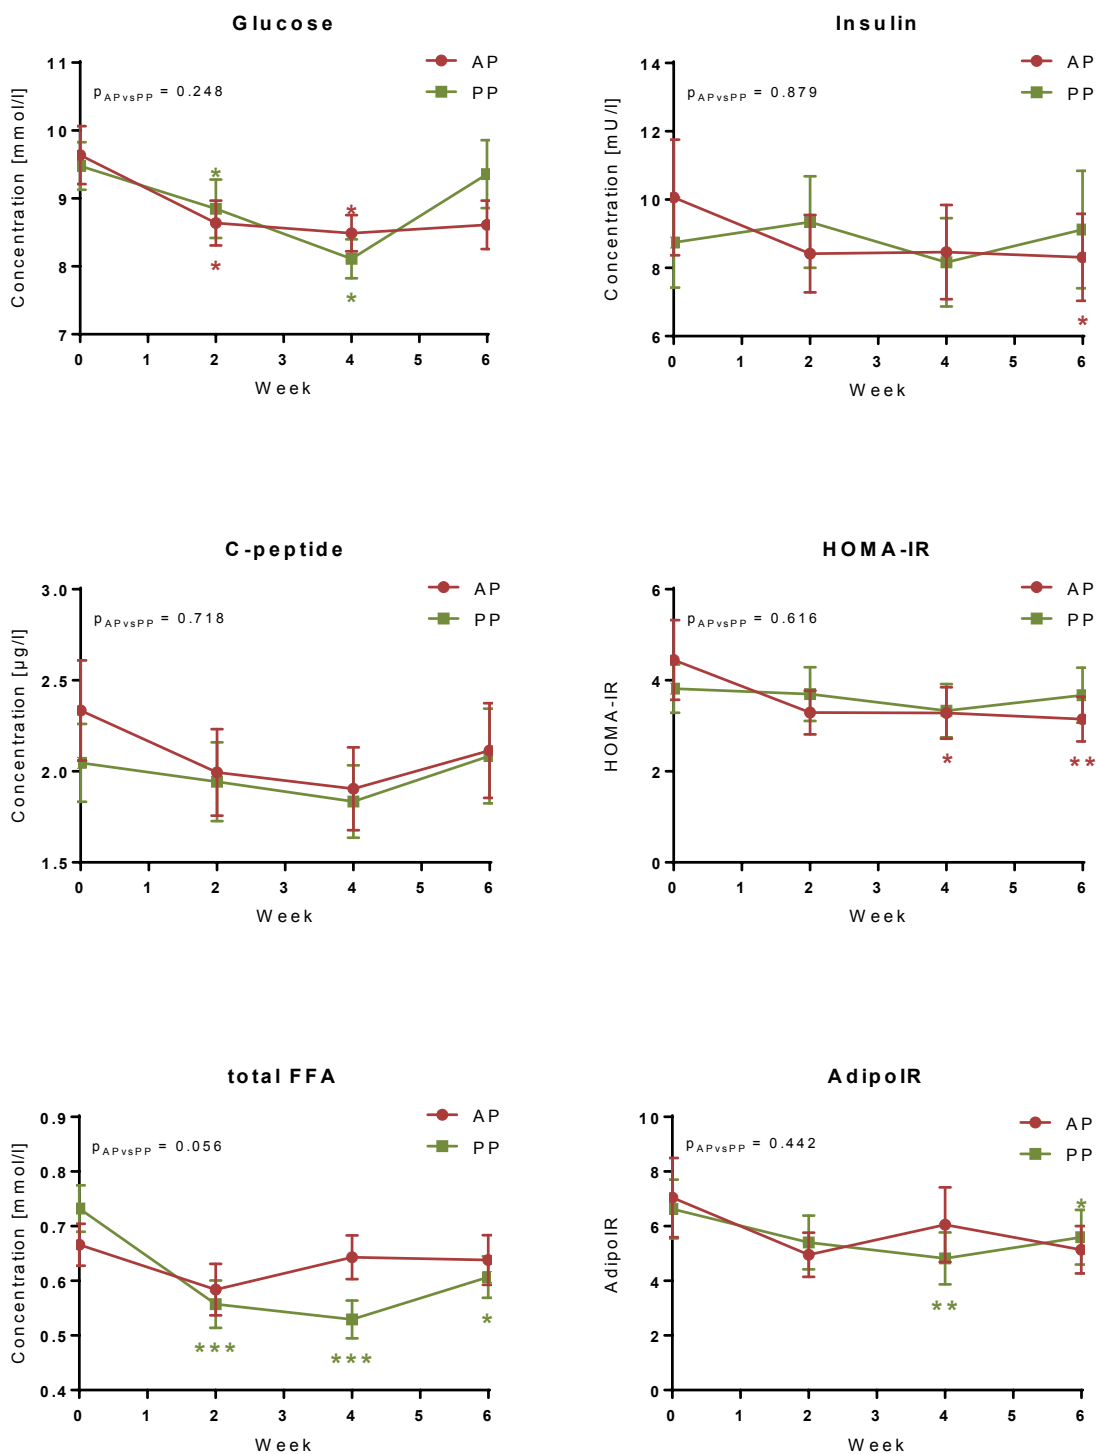 Glucose
AP
PP
p APvsPP = 0.248
Concentration [mmol/l]
11
10
9
8
7
*
*
*
*
0 1 2 3 4 5 6
Week
Insulin
AP
PP
p APvsPP = 0.879
Concentration [mU/l]
14
12
10
8
6
*
0 1 2 3 4 5 6
Week
C-peptide
AP
PP
p APvsPP = 0.718
Concentration [µg/l]
3.0
2.5
2.0
1.5
0 1 2 3 4 5 6
Week
HOMA-IR
AP
PP
p APvsPP = 0.616
HOMA-IR
6
4
2
0
*
**
0 1 2 3 4 5 6
Week
total FFA
AP
PP
p APvsPP = 0.056
Concentration [mmol/l]
0.9
0.8
0.7
0.6
0.5
0.4
***
***
*
0 1 2 3 4 5 6
Week
AdipoIR
AP
PP
p APvsPP = 0.442
AdipoIR
10
8
6
4
2
0
*
**
0 1 2 3 4 5 6
Week